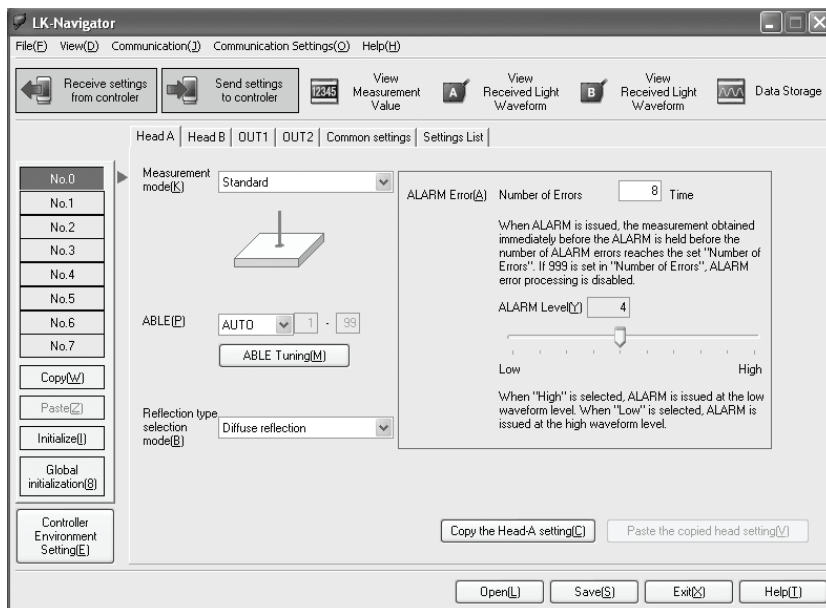 LK-Navigator
File(F) View(D) Communication(J) Communication Settings(O) Help(H)
Receive settings
from controler
Send settings
to controler
12345
View
Measurement
Value
A
View
Received Light
Waveform
B
View
Received Light
Waveform
Data Storage
Head A
Head B
OUT1
OUT2
Common settings
Settings List
No.0
No.1
No.2
No.3
No.4
No.5
No.6
No.7
Copy(W)
Paste(Z)
Initialize(I)
Global
initialization(8)
Controller
Environment
Setting(E)
Measurement
mode(K)
Standard
ABLE(P)
AUTO
1 - 99
ABLE Tuning(M)
Reflection type
selection
mode(B)
Diffuse reflection
ALARM Error(A)
Number of Errors
8
Time
When ALARM is issued, the measurement obtained
immediately before the ALARM is held before the
number of ALARM errors reaches the set "Number of
Errors". If 999 is set in "Number of Errors", ALARM
error processing is disabled.
ALARM Level(Y)
4
Low
High
When "High" is selected, ALARM is issued at the low
waveform level. When "Low" is selected, ALARM is
issued at the high waveform level.
Copy the Head-A setting(C)
Paste the copied head setting(V)
Open(L)
Save(S)
Exit(X)
Help(T)